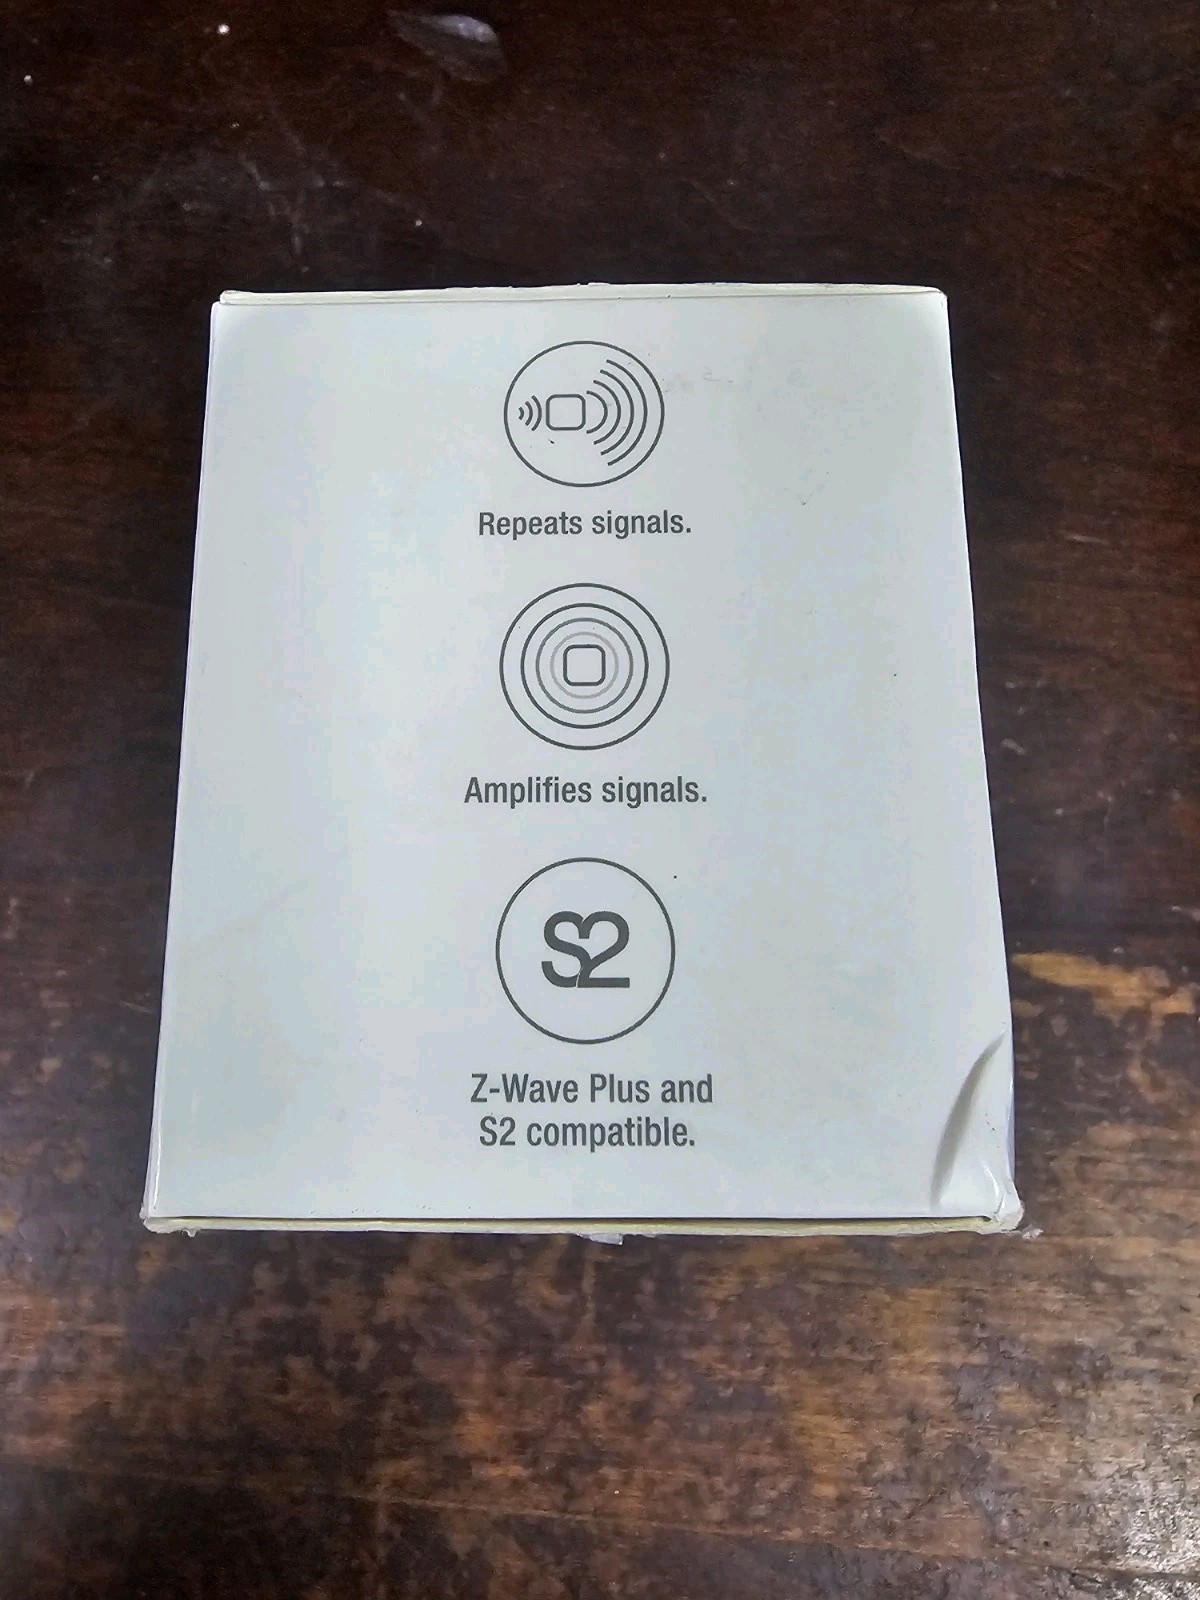 Repeats signals.
Amplifies signals.
S2
Z-Wave Plus and
S2 compatible.